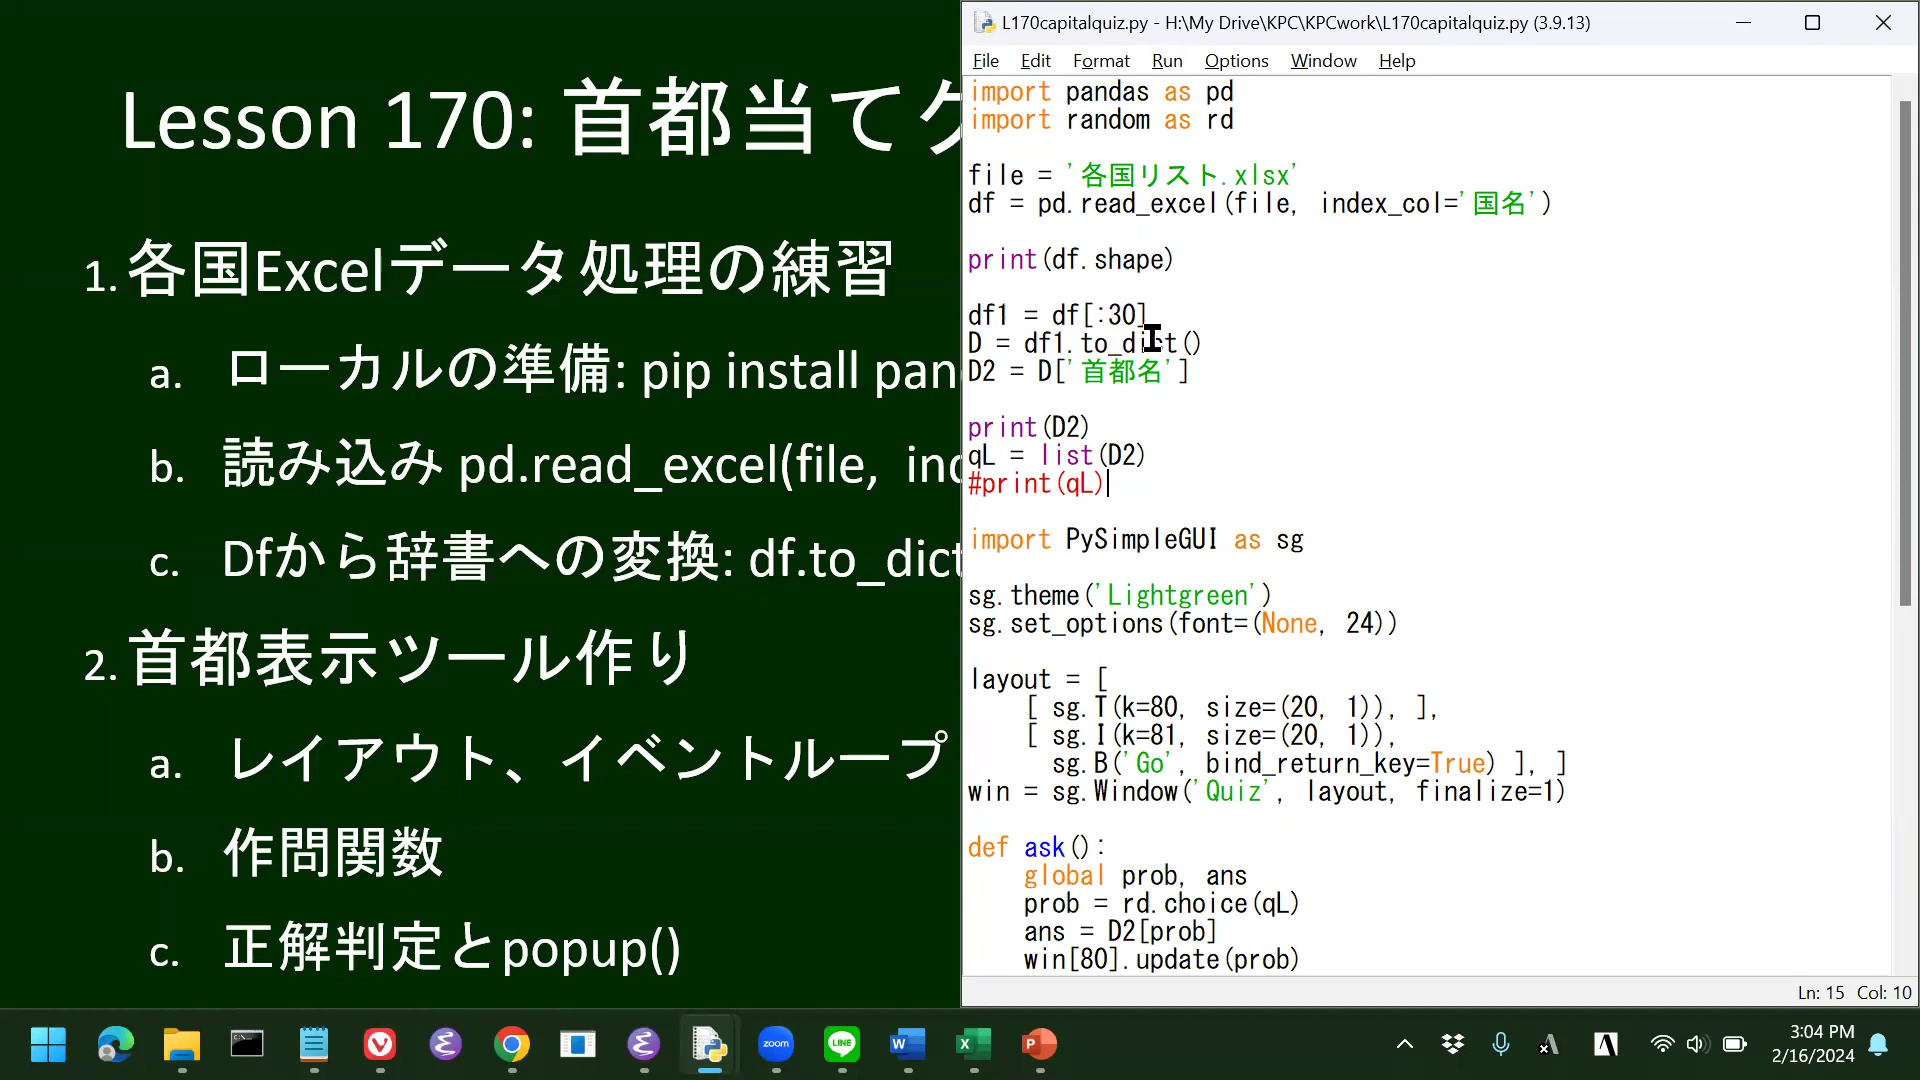 Lesson 170: 首都当て
1. 各国Excelデータ処理の練習
a. ローカルの準備: pip install pan
b. 読み込み pd.read_excel(file, ind
c. Dfから辞書への変換: df.to_dict
2. 首都表示ツール作り
a. レイアウト、イベントループ
b. 作問関数
c. 正解判定とpopup()
L170capitalquiz.py - H:\My Drive\KPC\KPCwork\L170capitalquiz.py (3.9.13)
File Edit Format Run Options Window Help
import pandas as pd
import random as rd
file = '各国リスト.xlsx'
df = pd.read_excel(file, index_col='国名')
print(df.shape)
df1 = df[:30]
D = df1.to_dict()
D2 = D['首都名']
print(D2)
qL = list(D2)
#print(qL)
import PySimpleGUI as sg
sg.theme('Lightgreen')
sg.set_options(font=(None, 24))
layout = [
[ sg.T(k=80, size=(20, 1)), ],
[ sg.I(k=81, size=(20, 1)),
sg.B('Go', bind_return_key=True) ], ]
win = sg.Window('Quiz', layout, finalize=1)
def ask():
global prob, ans
prob = rd.choice(qL)
ans = D2[prob]
win[80].update(prob)
Ln: 15 Col: 10
zoom
LINE
3:04 PM
2/16/2024